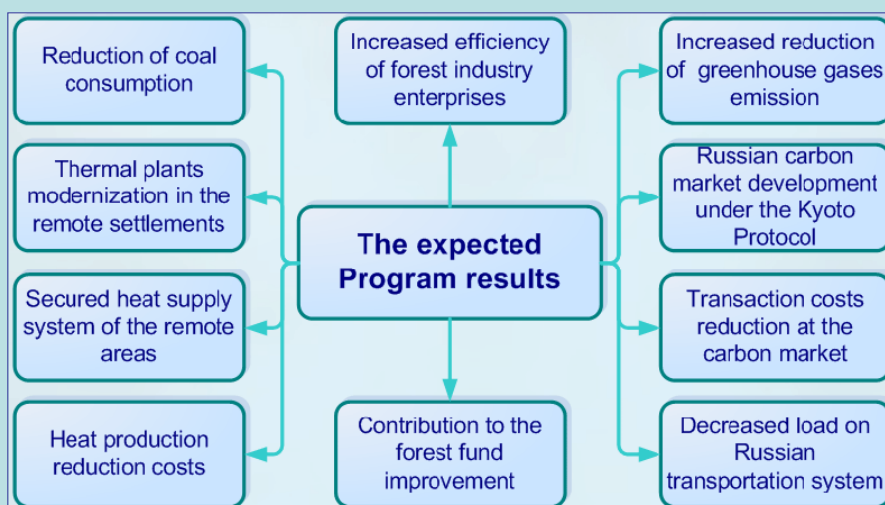 Reduction of coal
consumption
Thermal plants
modernization in the
remote settlements
Secured heat supply
system of the remote
areas
Heat production
reduction costs
Increased efficiency
of forest industry
enterprises
The expected
Program results
Contribution to the
forest fund
improvement
Increased reduction
of greenhouse gases
emission
Russian carbon
market development
under the Kyoto
Protocol
Transaction costs
reduction at the
carbon market
Decreased load on
Russian
transportation system